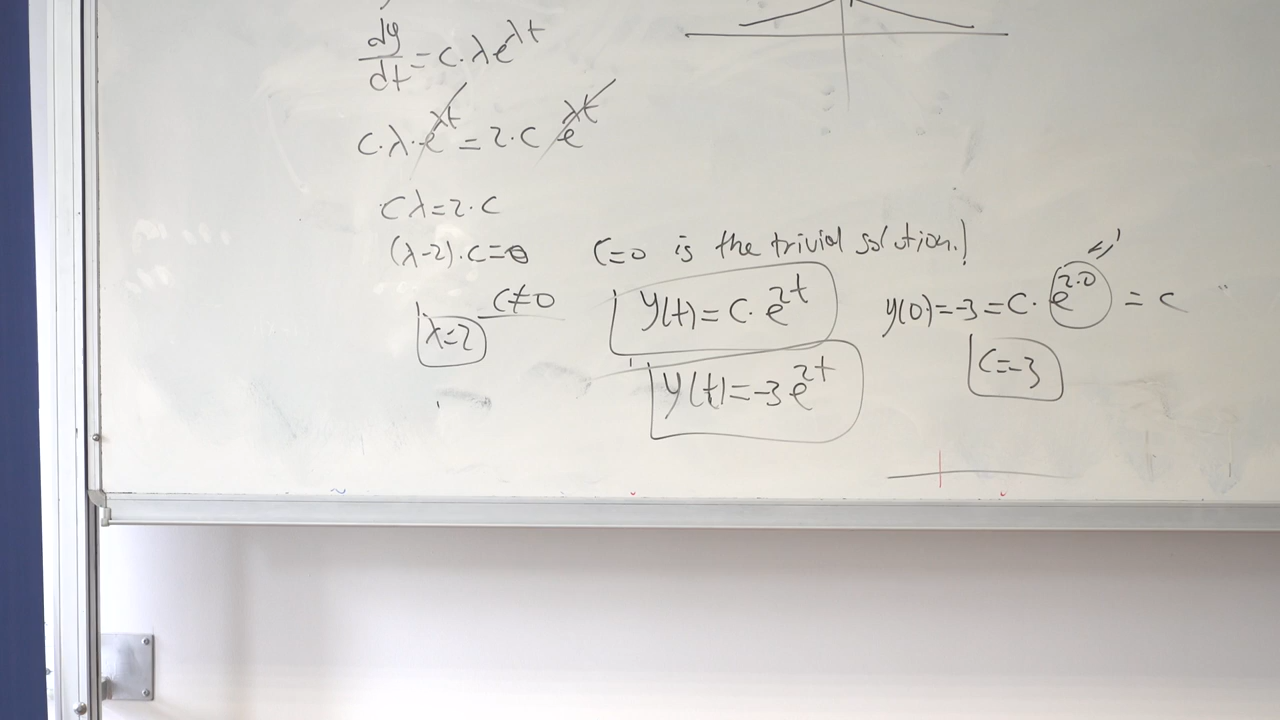 dy/dt = c·λe^λt
c·λ·e^λt = 2·c e^λt
cλ=2·c
(λ-2)·c=0 C=0 is the trivial solution.!
C≠0
λ=2
y(t)=c·e^2t
y(0)=-3=c·e^2·0 = c
1
C=-3
y(t)=-3e^2t